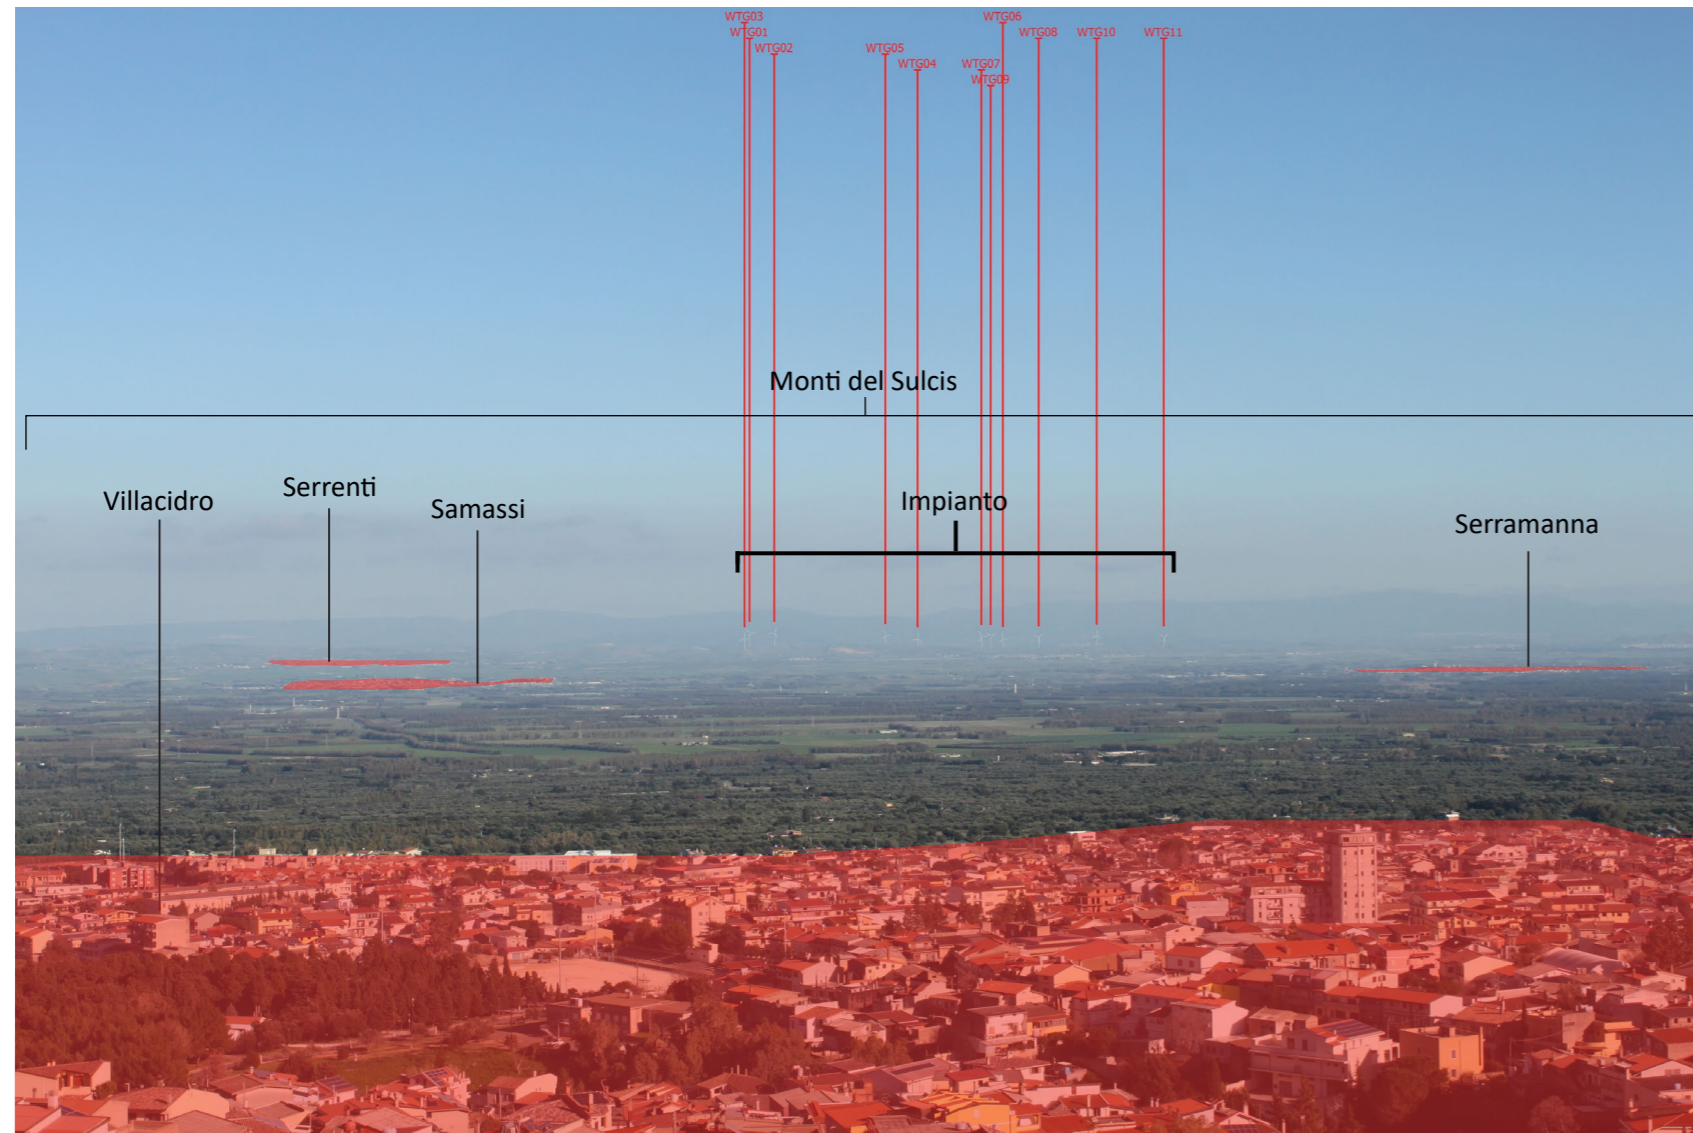 WTG03
WTG06
WTG01
WTG08
WTG10
WTG11
WTG02
WTG05
WTG04
WTG07
WTG09
Monti del Sulcis
Serrenti
Villacidro
Samassi
Impianto
Serramanna